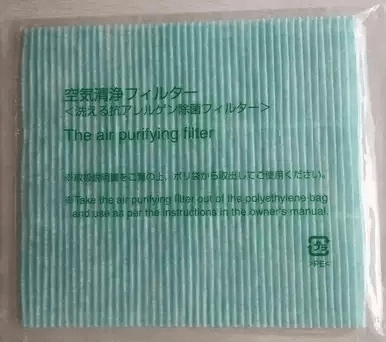 空気清浄フィルター
<洗える抗アレルゲン除菌フィルター>
The air purifying filter
※取扱説明書をご覧の上、ポリ袋から取出してご使用ください。
※Take the air purifying filter out of the polyethylene bag
and use as per the instructions in the owner's manual.
プラ
>PE<